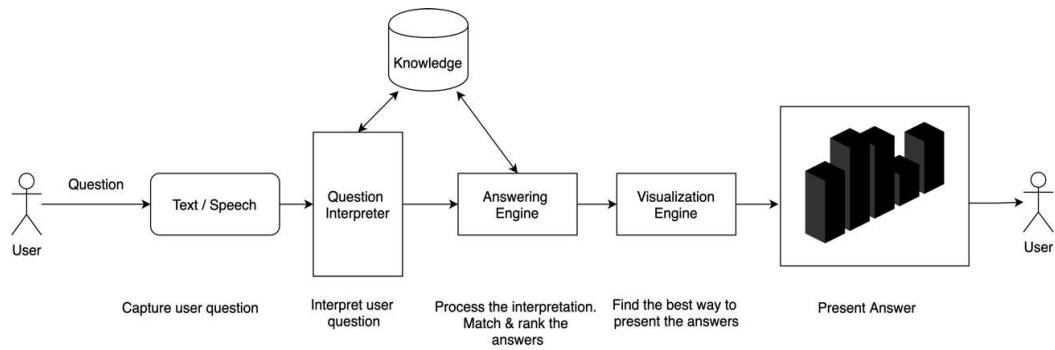 Knowledge
Question
User
Text / Speech
Question
Interpreter
Answering
Engine
Visualization
Engine
User
Capture user question
Interpret user
question
Process the interpretation.
Match & rank the
answers
Find the best way to
present the answers
Present Answer